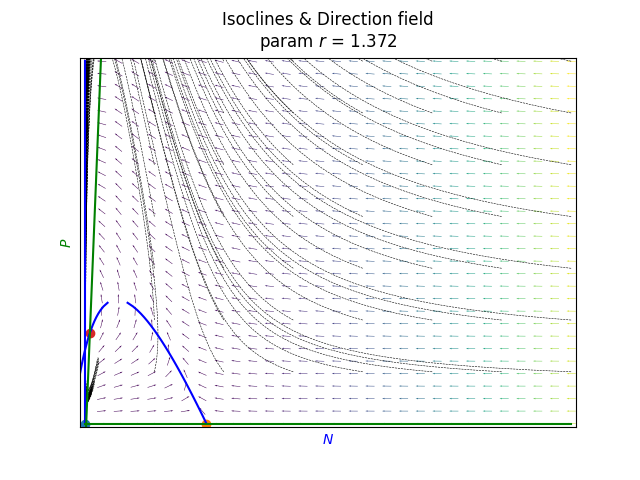 Isoclines & Direction field
param r = 1.372
P
N